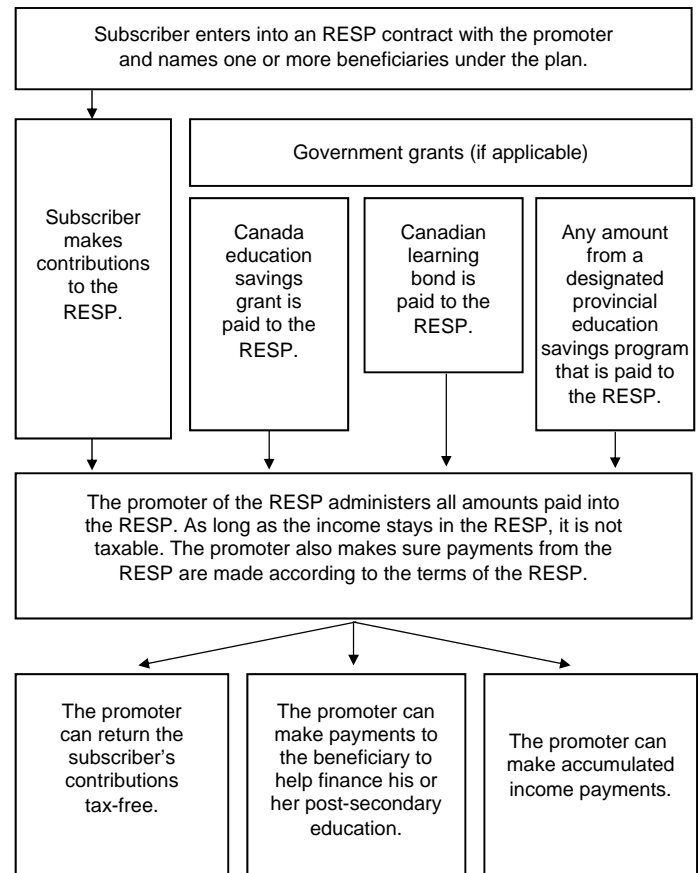 Subscriber enters into an RESP contract with the promoter
and names one or more beneficiaries under the plan.
Government grants (if applicable)
Subscriber
makes
contributions
to the
RESP.
Canada
education
savings
grant is
paid to the
RESP.
Canadian
learning
bond is
paid to the
RESP.
Any amount
from a
designated
provincial
education
savings program
that is paid to
the RESP.
The promoter of the RESP administers all amounts paid into
the RESP. As long as the income stays in the RESP, it is not
taxable. The promoter also makes sure payments from the
RESP are made according to the terms of the RESP.
The promoter
can return the
subscriber's
contributions
tax-free.
The promoter can
make payments to
the beneficiary to
help finance his or
her post-secondary
education.
The promoter can
make accumulated
income payments.